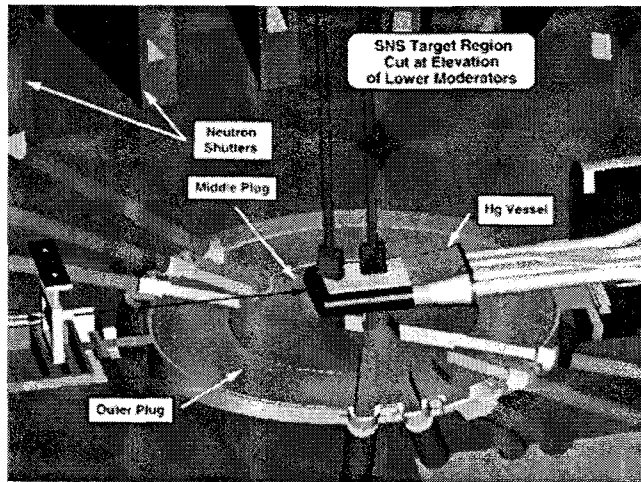 SNS Target Region
Cut at Elevation
of Lower Moderators
Neutron
Shutters
Middle Plug
Hg Vessel
Outer Plug